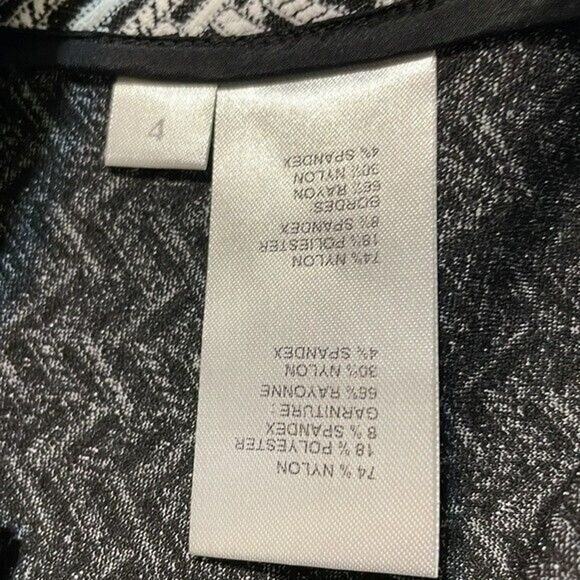 4
74 % NYLON
18 % POLYESTER
8 % SPANDEX
GARNITURE :
66% RAYONNE
30% NYLON
4% SPANDEX
74% NYLON
18% POLIESTER
8% SPANDEX
BORDES
66% RAYON
30% NYLON
4% SPANDEX